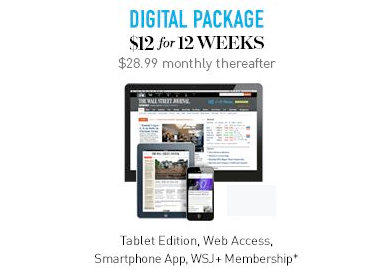 DIGITAL PACKAGE
$12 for 12 WEEKS
$28.99 monthly thereafter
THE WALL STREET JOURNAL
Tablet Edition, Web Access,
Smartphone App, WSJ+ Membership*